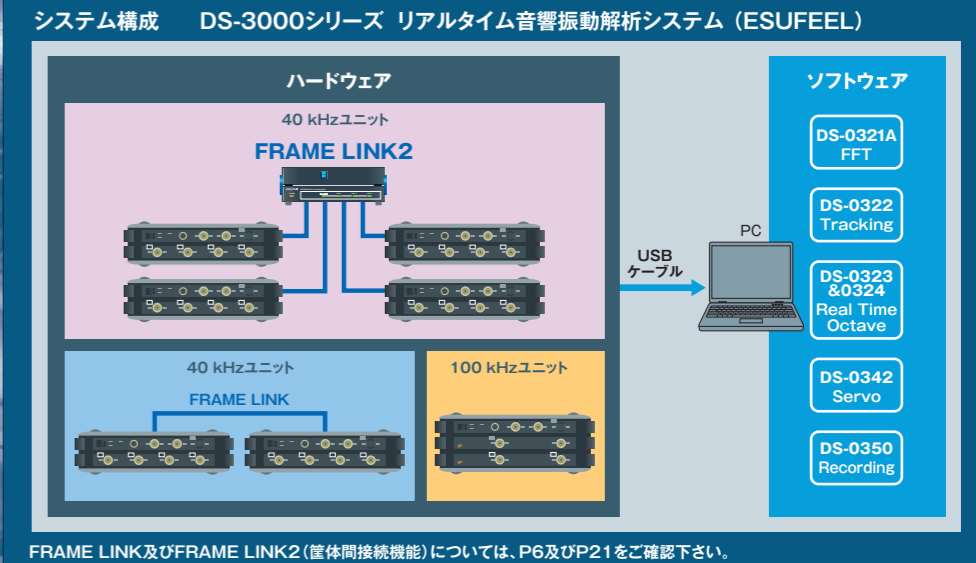 システム構成 DS-3000シリーズ リアルタイム音響振動解析システム（ESUFEEL）
ハードウェア
40 kHzユニット
FRAME LINK2
40 kHzユニット
FRAME LINK
100 kHzユニット
USB
ケーブル
PC
ソフトウェア
DS-0321A
FFT
DS-0322
Tracking
DS-0323
&0324
Real Time
Octave
DS-0342
Servo
DS-0350
Recording
FRAME LINK及びFRAME LINK2（筐体間接続機能）については、P6及びP21をご確認下さい。